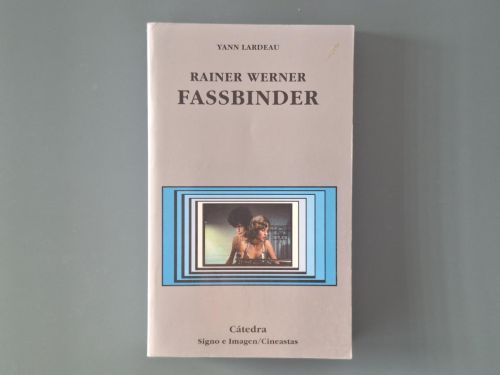 YANN LARDEAU
RAINER WERNER
FASSBINDER
Cátedra
Signo e Imagen/Cineastas